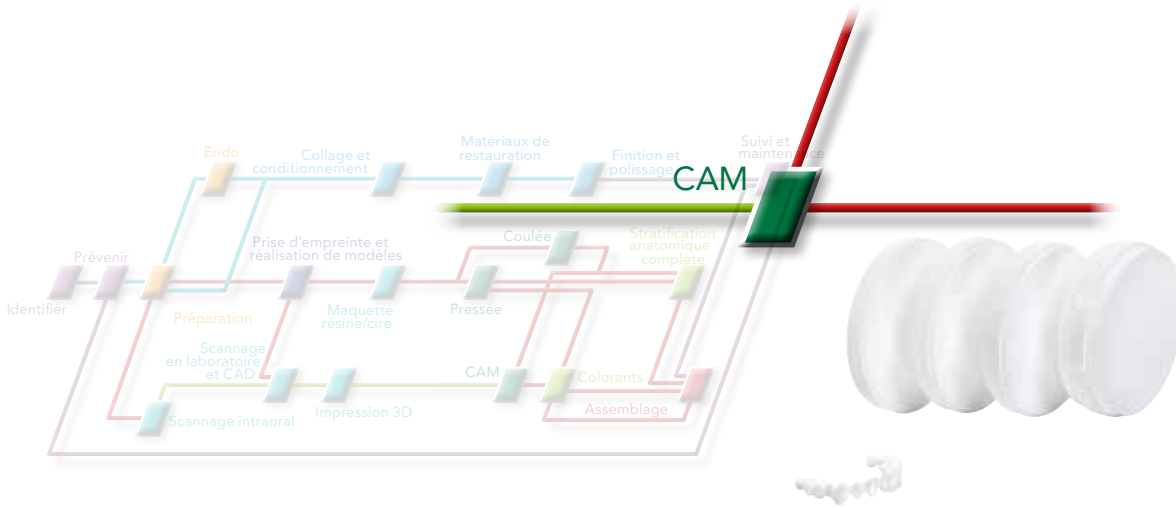 Endo
Collage et
conditionnement
Matériaux de
restauration
Finition et
polissage
Suivi et
maintenance
CAM
Prévenir
Identifier
Préparation
Prise d’empreinte et
réalisation de modèles
Maquette
résine/cire
Coulée
Pressée
Stratification
anatomique
complète
Scannage
en laboratoire
et CAD
Scannage intraoral
Impression 3D
CAM
Colorants
Assemblage